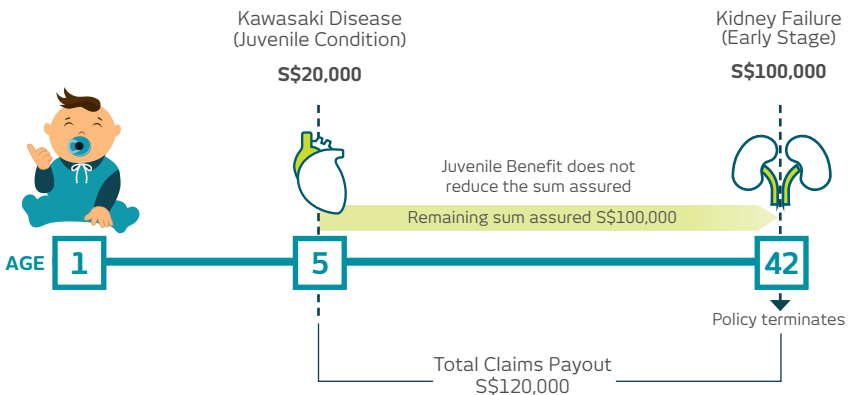 Kawasaki Disease
(Juvenile Condition)
S$20,000
Kidney Failure
(Early Stage)
S$100,000
Juvenile Benefit does not
reduce the sum assured
Remaining sum assured S$100,000
AGE 1 5 42
Policy terminates
Total Claims Payout
S$120,000